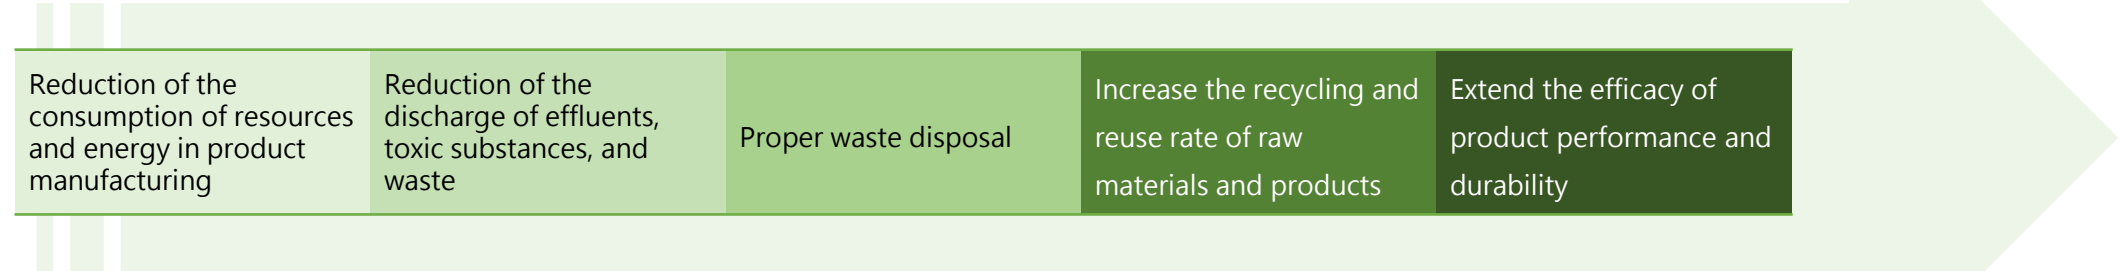 Reduction of the
consumption of resources
and energy in product
manufacturing
Reduction of the
discharge of effluents,
toxic substances, and
waste
Proper waste disposal
Increase the recycling and
reuse rate of raw
materials and products
Extend the efficacy of
product performance and
durability